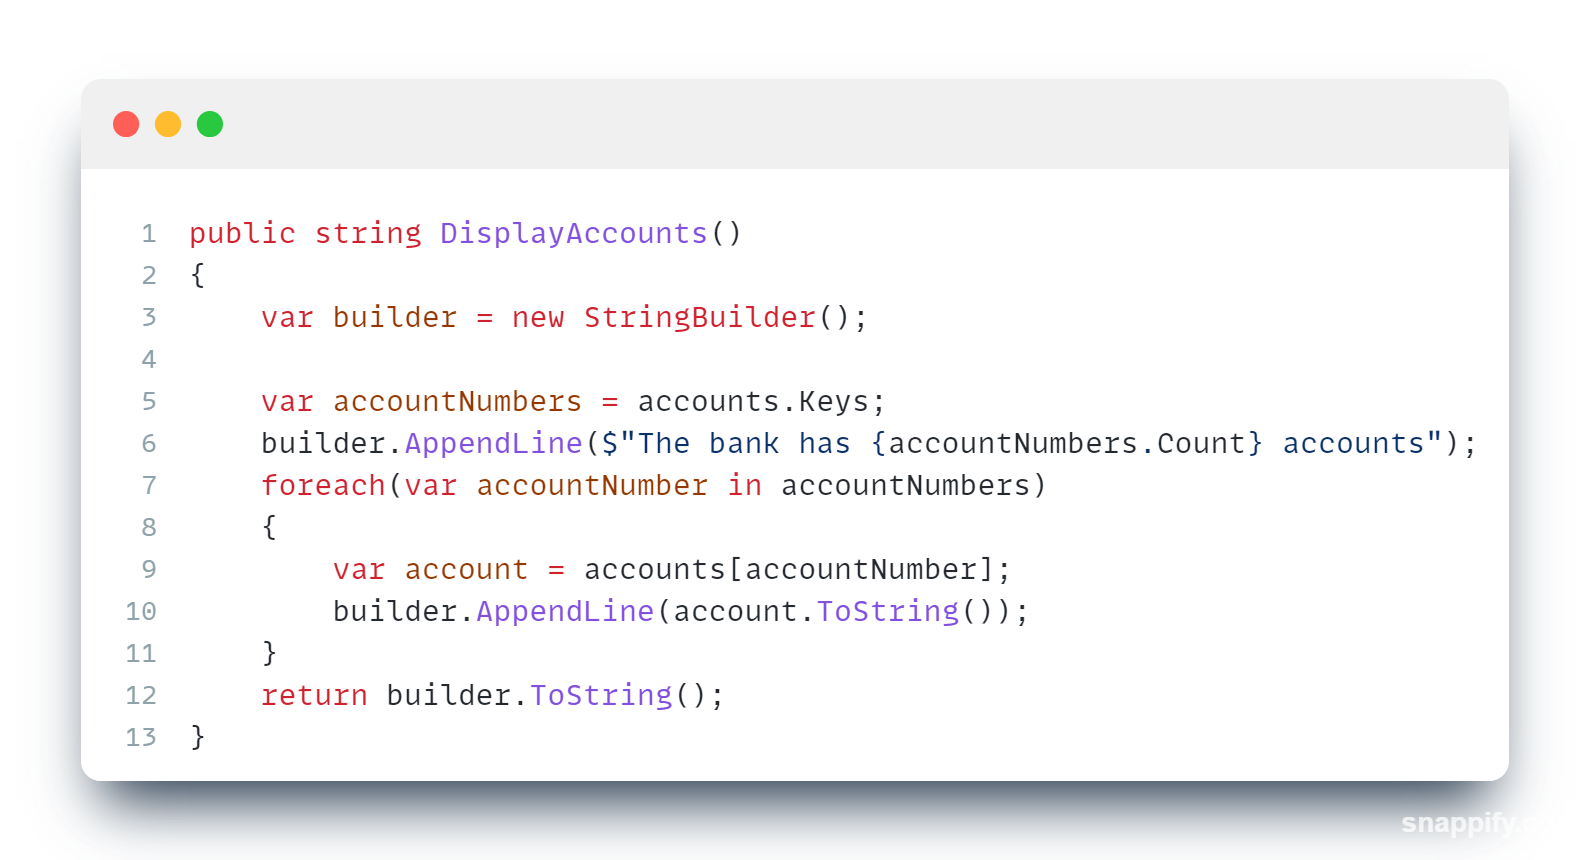 1 public string DisplayAccounts()
2 {
3     var builder = new StringBuilder();
4
5     var accountNumbers = accounts.Keys;
6     builder.AppendLine($"The bank has {accountNumbers.Count} accounts");
7     foreach(var accountNumber in accountNumbers)
8     {
9         var account = accounts[accountNumber];
10         builder.AppendLine(account.ToString());
11     }
12     return builder.ToString();
13 }
snappify.c